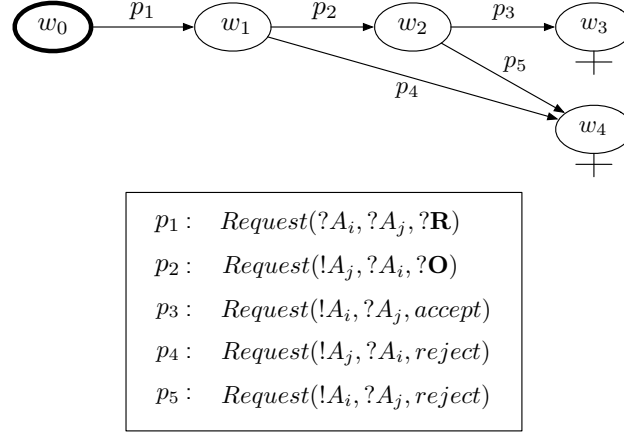 w₀ p₁ w₁ p₂ w₂ p₃ w₃
p₄ p₅
w₄
p₁ : Request(?Aᵢ, ?Aⱼ, ?R)
p₂ : Request(!Aⱼ, ?Aᵢ, ?O)
p₃ : Request(!Aᵢ, ?Aⱼ, accept)
p₄ : Request(!Aⱼ, ?Aᵢ, reject)
p₅ : Request(!Aᵢ, ?Aⱼ, reject)